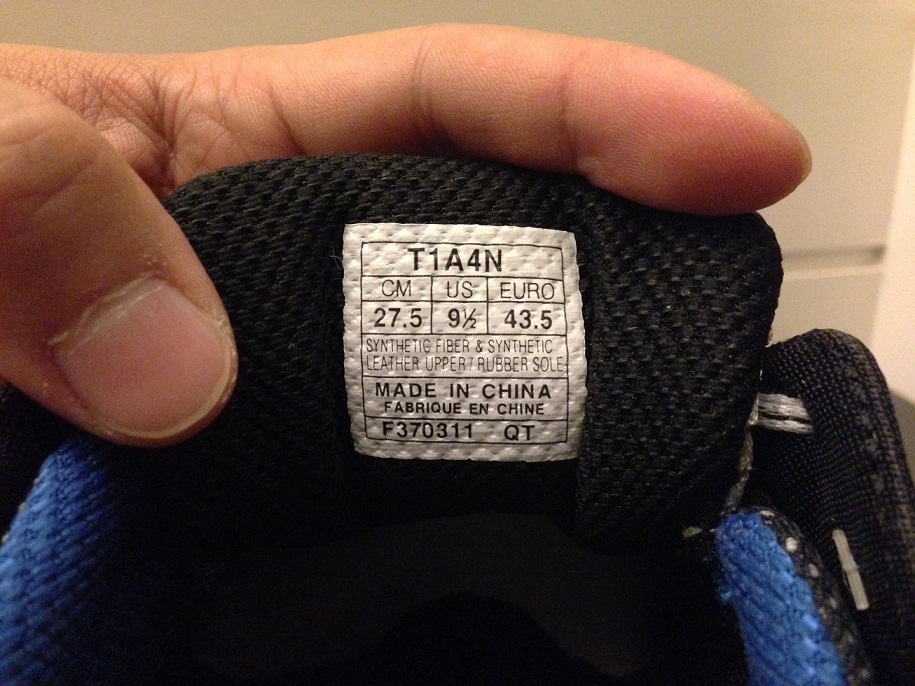 T1A4N
CM US EURO
27.5 9½ 43.5
SYNTHETIC FIBER & SYNTHETIC
LEATHER UPPER / RUBBER SOLE
MADE IN CHINA
FABRIQUE EN CHINE
F370311 QT